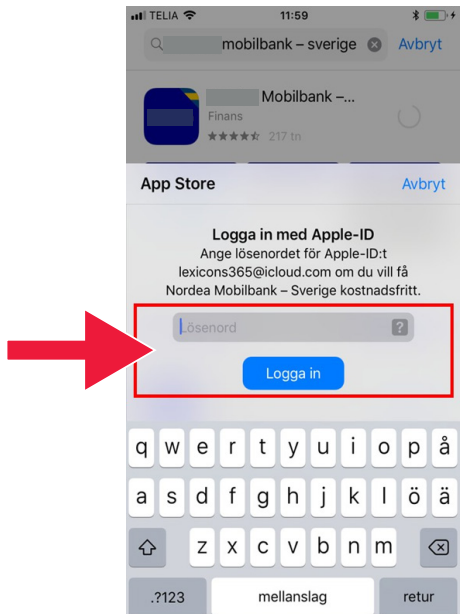 TELIA 11:59
mobilbank – sverige Avbryt
Mobilbank –...
Finans
217 tn
App Store Avbryt
Logga in med Apple-ID
Ange lösenordet för Apple-ID:t
lexicons365@icloud.com om du vill få
Nordea Mobilbank – Sverige kostnadsfritt.
Lösenord ?
Logga in
q w e r t y u i o p å
a s d f g h j k l ö ä
z x c v b n m
.?123 mellanslag retur